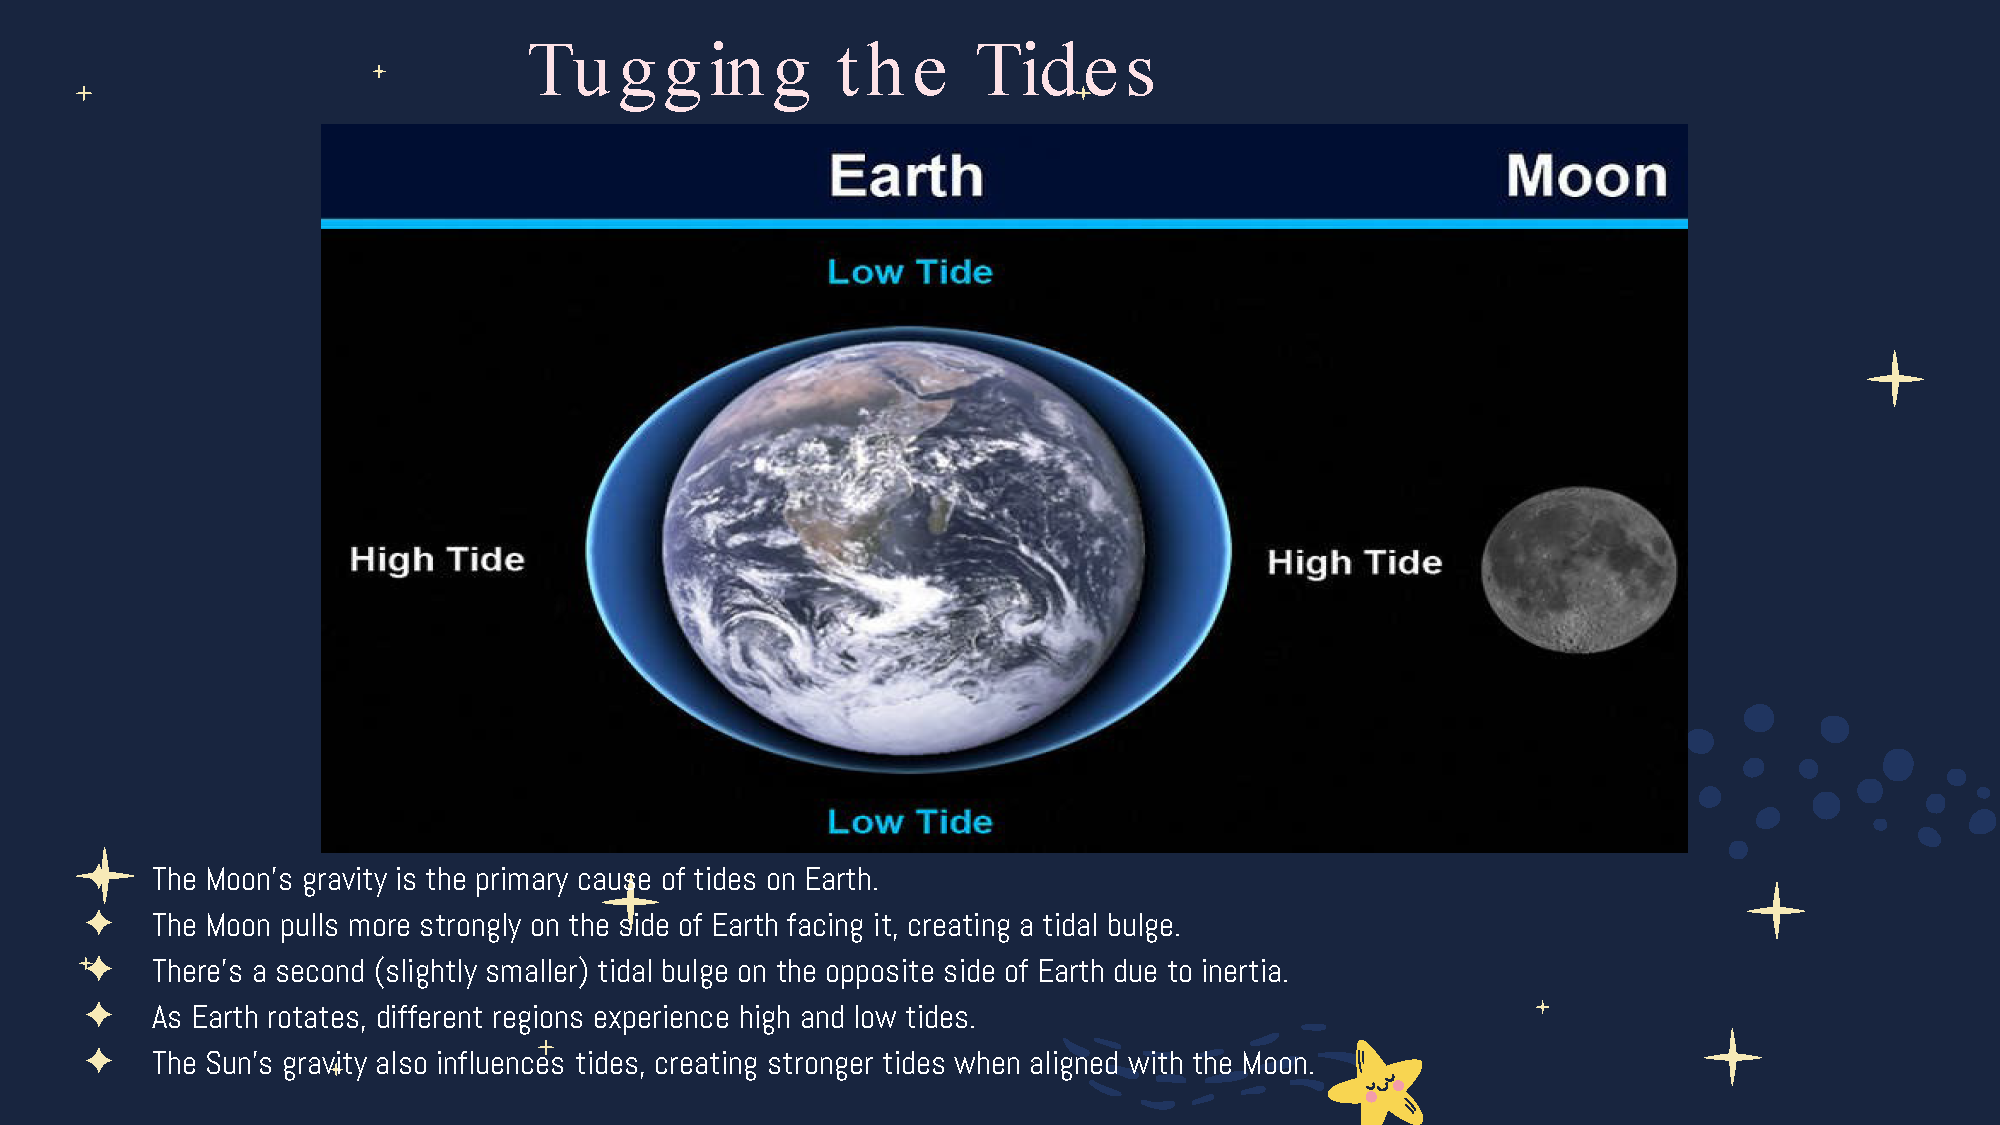 Tugging the Tides
Earth
Moon
Low Tide
High Tide
High Tide
Low Tide
The Moon's gravity is the primary cause of tides on Earth.
The Moon pulls more strongly on the side of Earth facing it, creating a tidal bulge.
There's a second (slightly smaller) tidal bulge on the opposite side of Earth due to inertia.
As Earth rotates, different regions experience high and low tides.
The Sun's gravity also influences tides, creating stronger tides when aligned with the Moon.